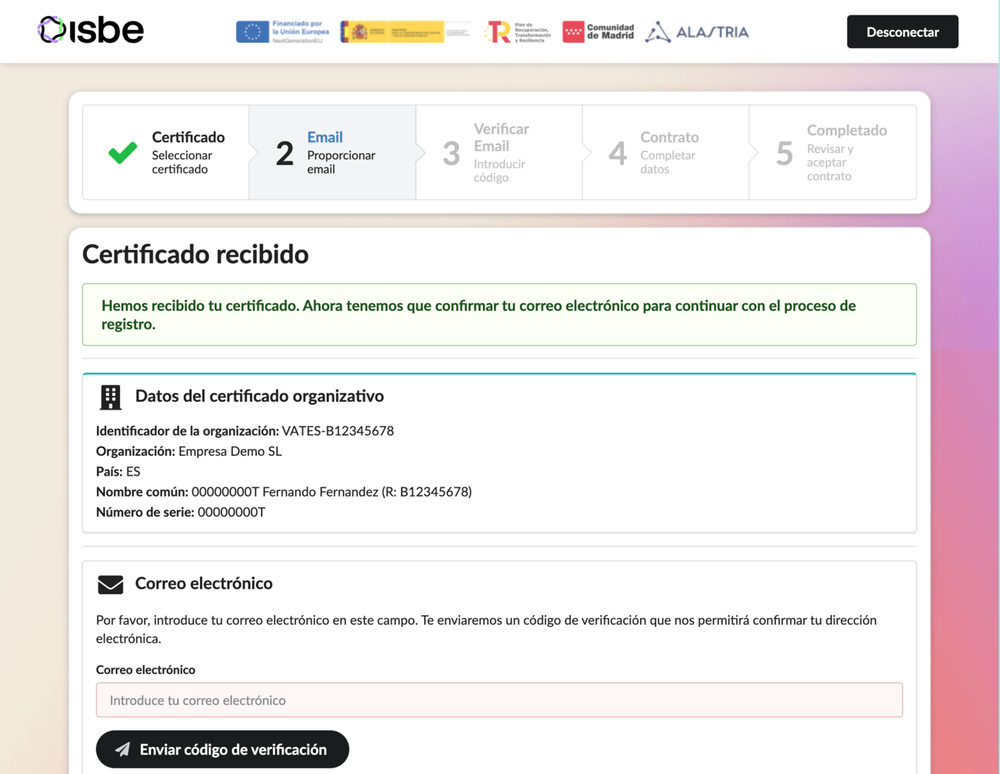 isbe
Financiado por
la Unión Europea
NextGenerationEU
Plan de
Recuperación,
Transformación
y Resiliencia
Comunidad
de Madrid
ALASTRIA
Desconectar
Certificado
Seleccionar
certificado
2
Email
Proporcionar
email
3
Verificar
Email
Introducir
código
4
Contrato
Completar
datos
5
Completado
Revisar y
aceptar
contrato
Certificado recibido
Hemos recibido tu certificado. Ahora tenemos que confirmar tu correo electrónico para continuar con el proceso de
registro.
Datos del certificado organizativo
Identificador de la organización: VATES-B12345678
Organización: Empresa Demo SL
País: ES
Nombre común: 00000000T Fernando Fernandez (R: B12345678)
Número de serie: 00000000T
Correo electrónico
Por favor, introduce tu correo electrónico en este campo. Te enviaremos un código de verificación que nos permitirá confirmar tu dirección
electrónica.
Correo electrónico
Introduce tu correo electrónico
Enviar código de verificación